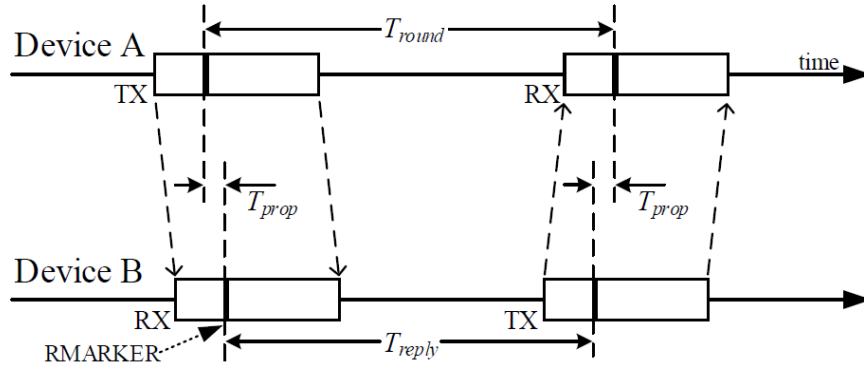 T_round
Device A
time
TX
RX
T_prop
T_prop
Device B
RX
TX
RMARKER
T_reply